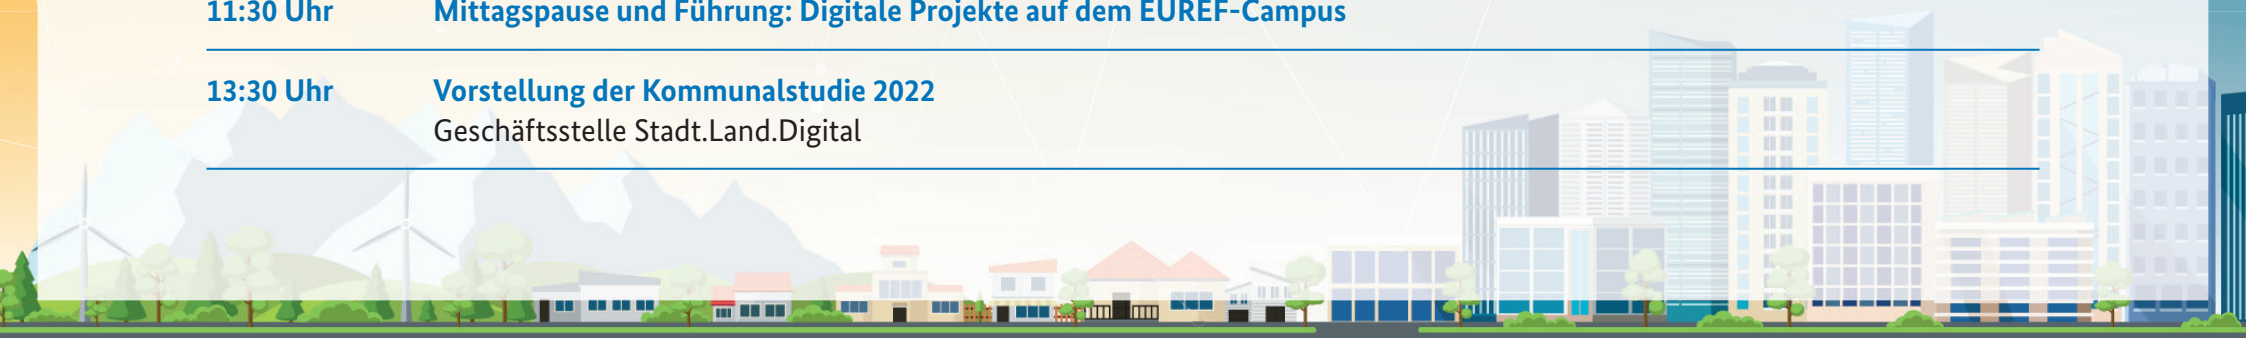 11:30 Uhr Mittagspause und Führung: Digitale Projekte auf dem EUREF-Campus
13:30 Uhr Vorstellung der Kommunalstudie 2022
Geschäftsstelle Stadt.Land.Digital